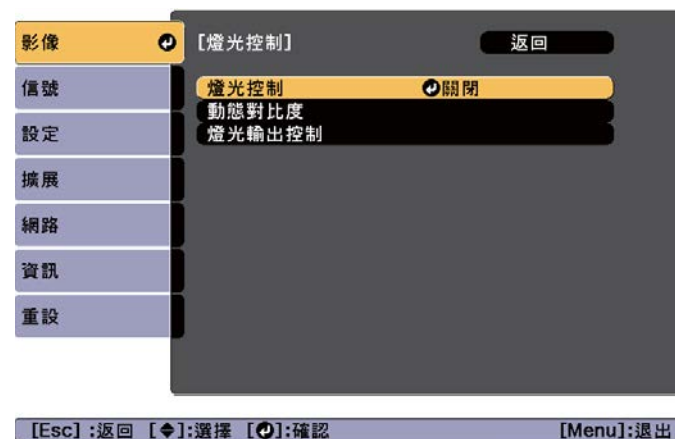 影像
信號
設定
擴展
網路
資訊
重設
[燈光控制] 返回
燈光控制 關閉
動態對比度
燈光輸出控制
[Esc] :返回 [◆]:選擇 [⏎]:確認 [Menu]:退出